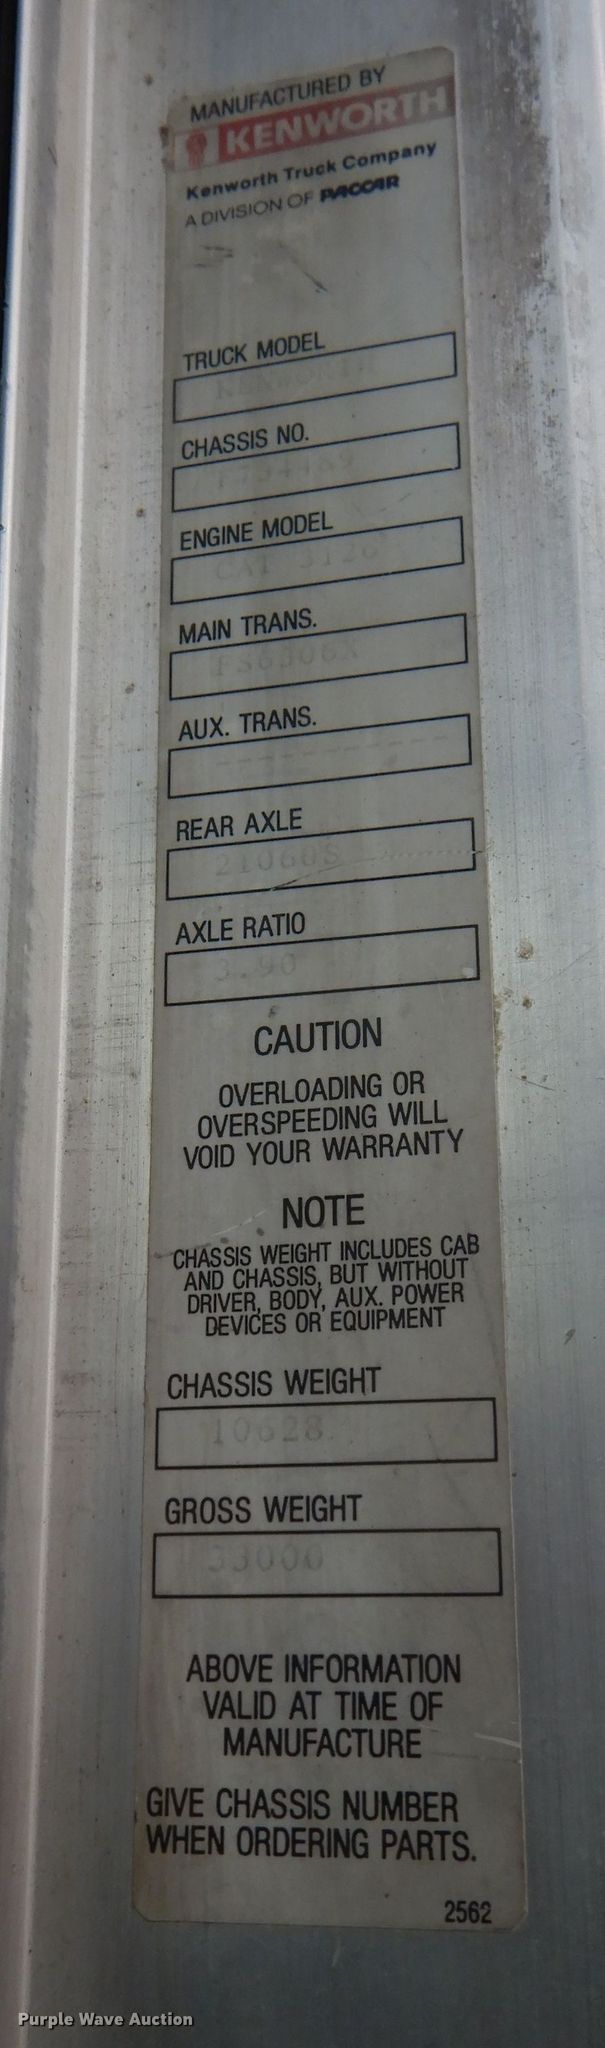 MANUFACTURED BY
KENWORTH
Kenworth Truck Company
A DIVISION OF PACCAR
TRUCK MODEL
KENWORTH
CHASSIS NO.
ENGINE MODEL
CAT 3126
MAIN TRANS.
FS6306X
AUX. TRANS.
------------
REAR AXLE
21060S
AXLE RATIO
3.90
CAUTION
OVERLOADING OR
OVERSPEEDING WILL
VOID YOUR WARRANTY
NOTE
CHASSIS WEIGHT INCLUDES CAB
AND CHASSIS, BUT WITHOUT
DRIVER, BODY, AUX. POWER
DEVICES OR EQUIPMENT
CHASSIS WEIGHT
10628
GROSS WEIGHT
33000
ABOVE INFORMATION
VALID AT TIME OF
MANUFACTURE
GIVE CHASSIS NUMBER
WHEN ORDERING PARTS.
2562
Purple Wave Auction